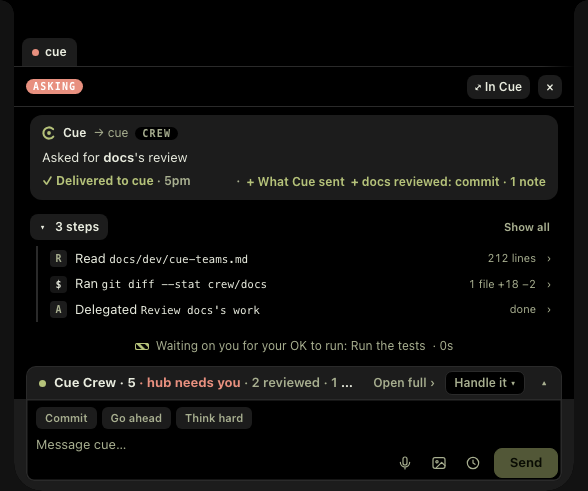 cue
ASKING
In Cue
×
Cue → cue CREW
Asked for docs's review
✓ Delivered to cue · 5pm · + What Cue sent + docs reviewed: commit · 1 note
3 steps
Show all
R Read docs/dev/cue-teams.md 212 lines ›
$ Ran git diff --stat crew/docs 1 file +18 −2 ›
A Delegated Review docs's work done ›
Waiting on you for your OK to run: Run the tests · 0s
Cue Crew · 5 · hub needs you · 2 reviewed · 1 ... Open full › Handle it
Commit Go ahead Think hard
Message cue...
Send